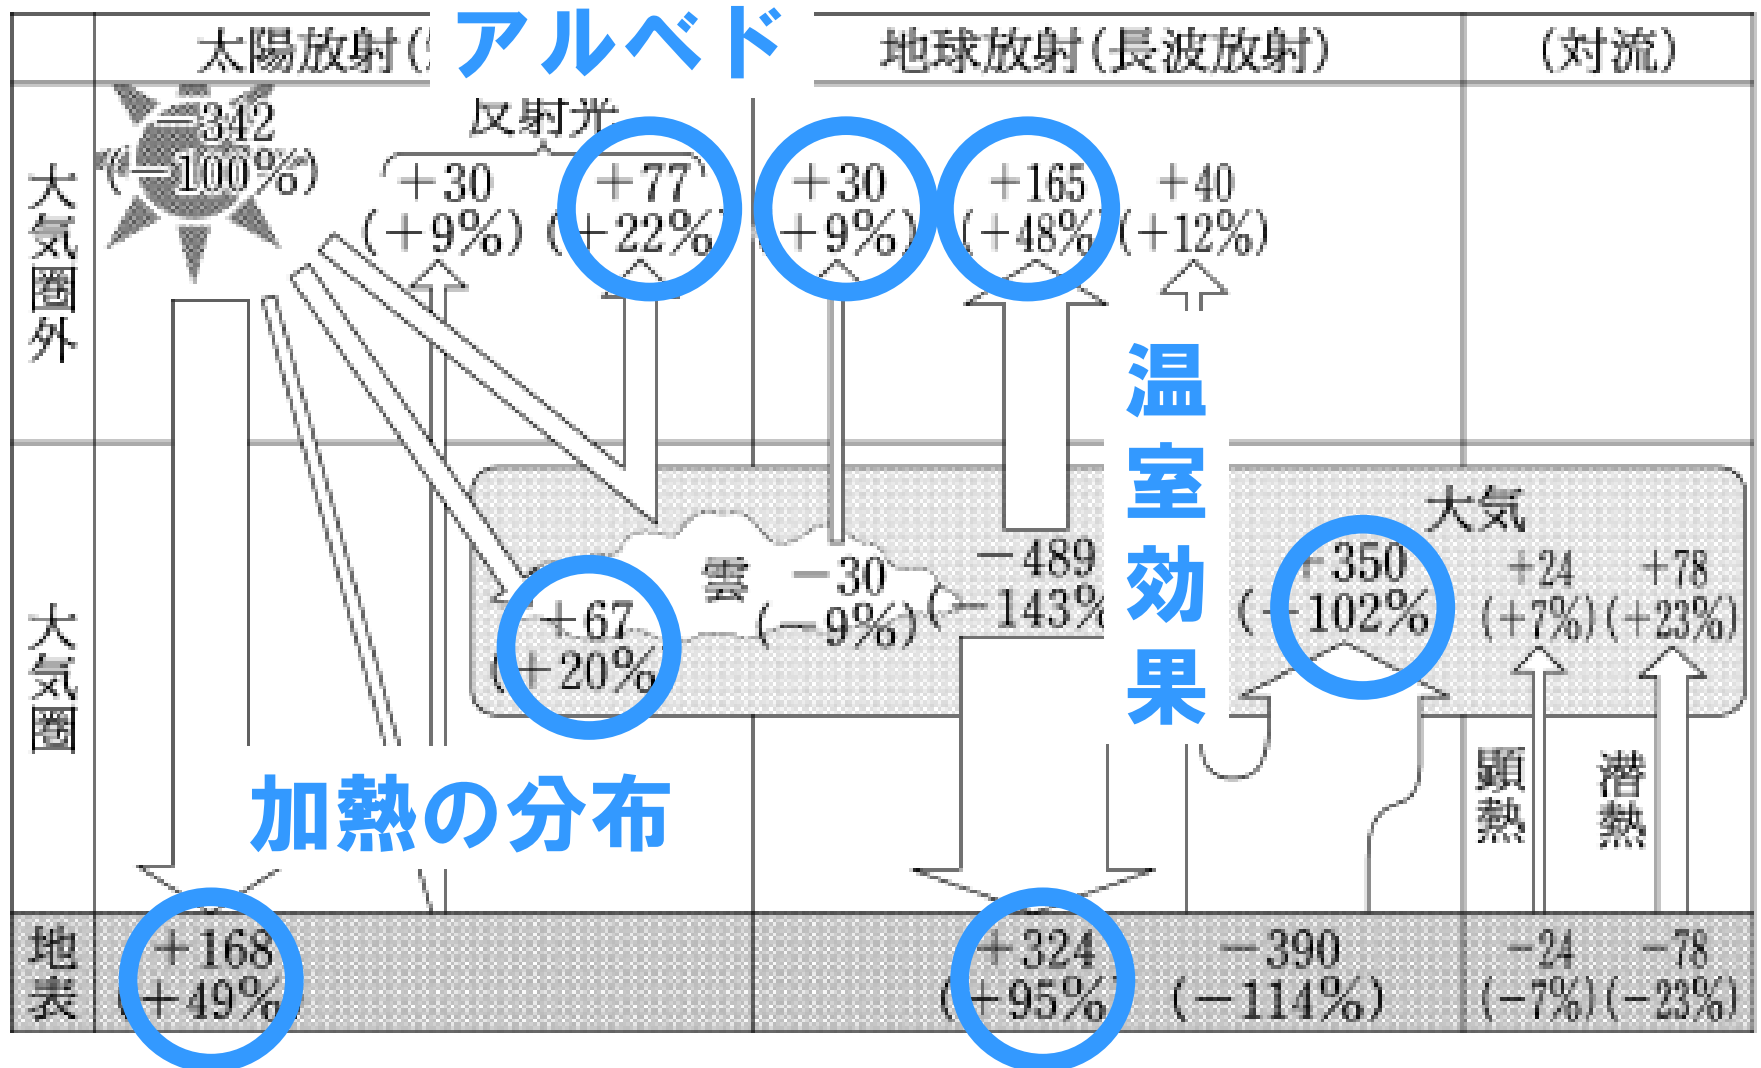 太陽放射(
アルベド
地球放射(長波放射)
(対流)
大気圏外
-342
(-100%)
反射光
+30
(+9%)
+77
(+22%
+30
+9%)
+165
(+48%
+40
(+12%)
温室効果
大気圏
大気
雲
+67
(+20%
-30
(-9%)
-489
(-143%
+350
(+102%
+24
(+7%)
+78
(+23%)
顕熱
潜熱
加熱の分布
地表
+168
(+49%)
+324
(+95%
-390
(-114%)
-24
(-7%)
-78
(-23%)